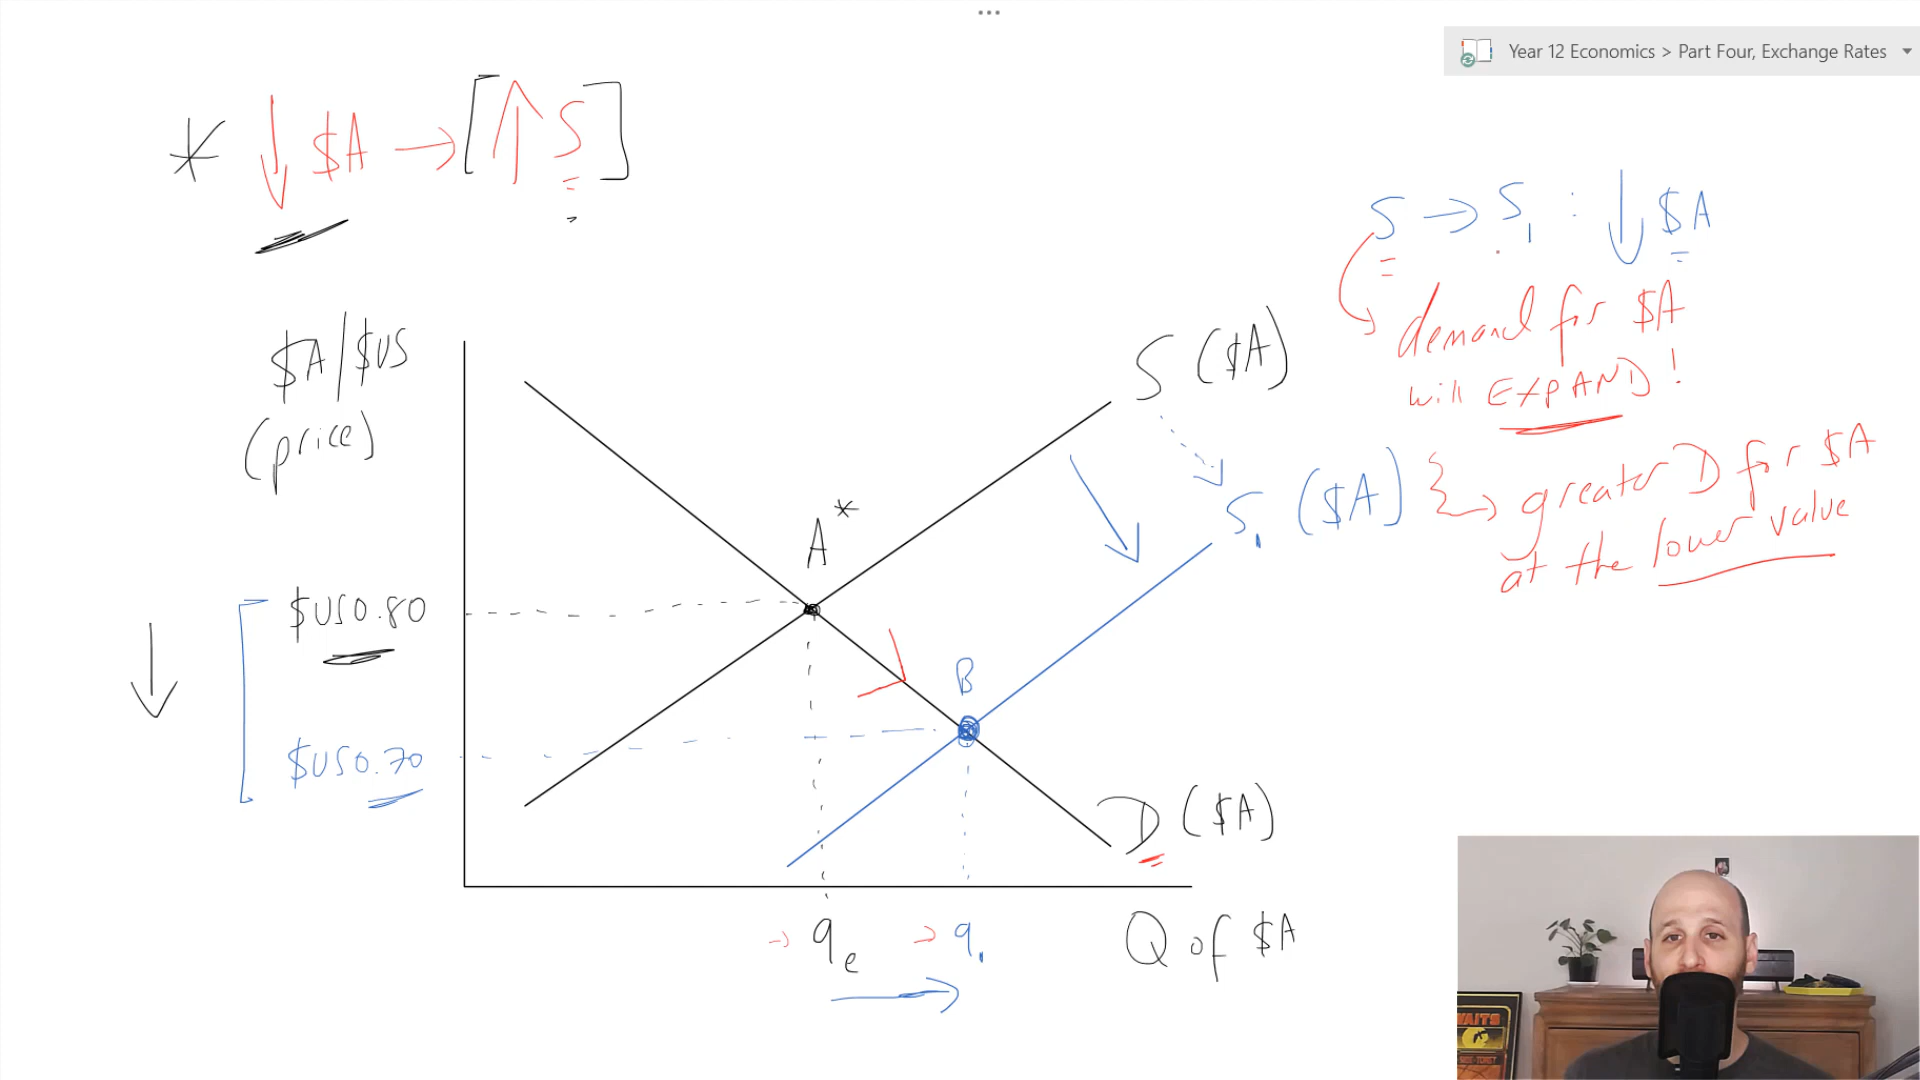 Year 12 Economics > Part Four, Exchange Rates
* ↓ $A → [↑ S]
S → S₁ : ↓ $A
demand for $A
will EXPAND!
$A/$US
(price)
S ($A)
S₁ ($A)
} → greater D for $A
at the lower value
A*
$US0.80
B
$US0.70
D ($A)
→ qe → q₁
Q of $A
WAITS